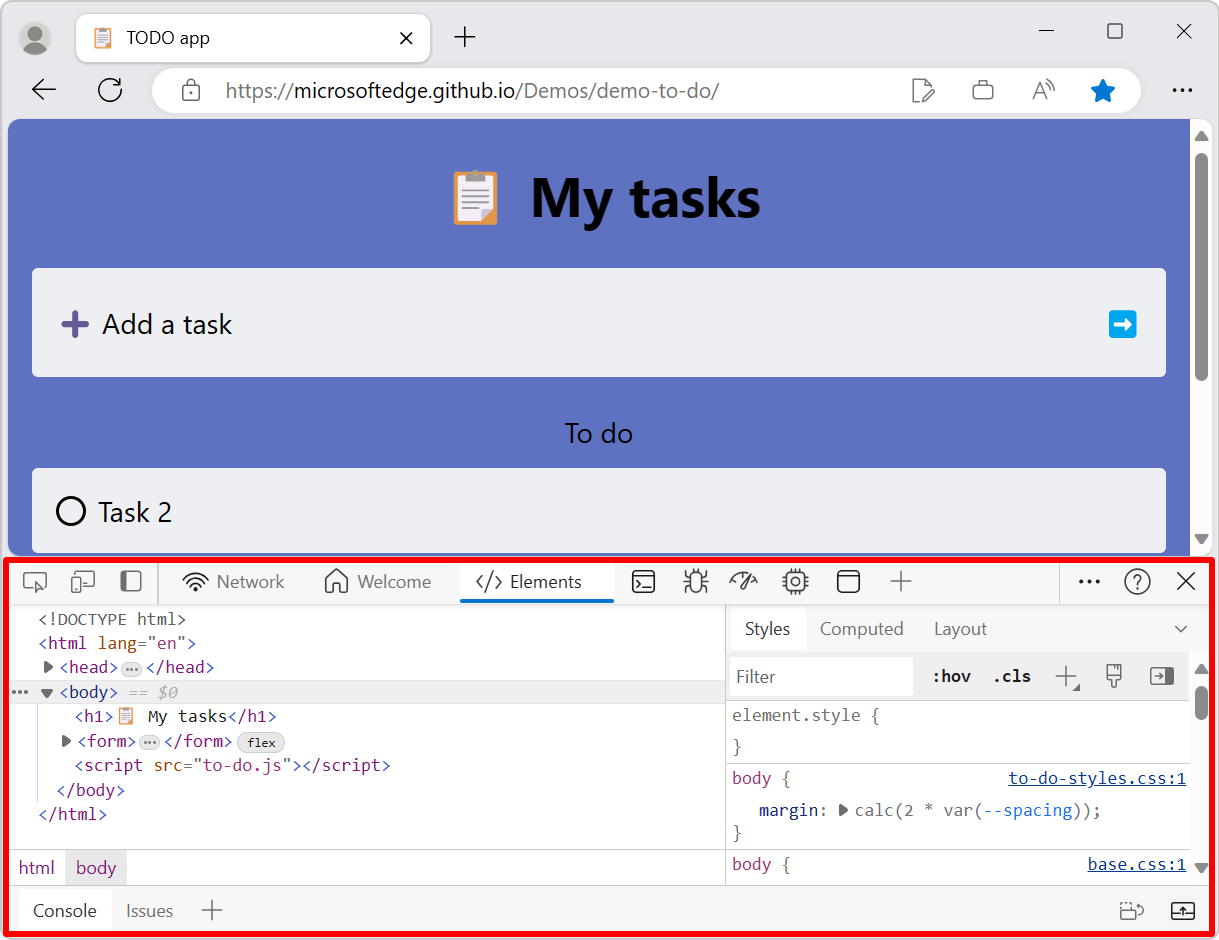 TODO app
https://microsoftedge.github.io/Demos/demo-to-do/
My tasks
Add a task
To do
Task 2
Network Welcome </> Elements
<!DOCTYPE html>
<html lang="en">
<head>…</head>
… <body> == $0
<h1>📋 My tasks</h1>
<form>…</form> flex
<script src="to-do.js"></script>
</body>
</html>
html body
Styles Computed Layout
Filter :hov .cls
element.style {
}
body { to-do-styles.css:1
margin: calc(2 * var(--spacing));
}
body { base.css:1
Console Issues